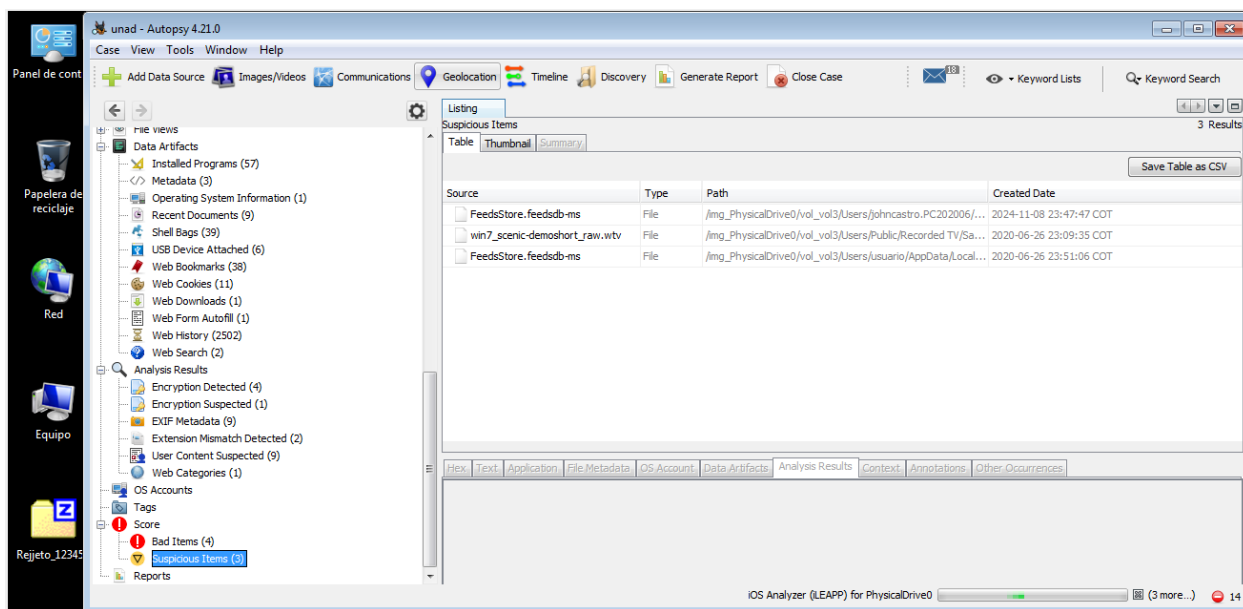 unad - Autopsy 4.21.0
Case View Tools Window Help
Add Data Source Images/Videos Communications Geolocation Timeline Discovery Generate Report Close Case 18 Keyword Lists Keyword Search
Panel de cont
Papelera de
reciclaje
Red
Equipo
Rejjeto_12345
File Views
Data Artifacts
Installed Programs (57)
Metadata (3)
Operating System Information (1)
Recent Documents (9)
Shell Bags (39)
USB Device Attached (6)
Web Bookmarks (38)
Web Cookies (11)
Web Downloads (1)
Web Form Autofill (1)
Web History (2502)
Web Search (2)
Analysis Results
Encryption Detected (4)
Encryption Suspected (1)
EXIF Metadata (9)
Extension Mismatch Detected (2)
User Content Suspected (9)
Web Categories (1)
OS Accounts
Tags
Score
Bad Items (4)
Suspicious Items (3)
Reports
Listing
Suspicious Items 3 Results
Table Thumbnail Summary
Save Table as CSV
Source Type Path Created Date
FeedsStore.feedsdb-ms File /img_PhysicalDrive0/vol_vol3/Users/johncastro.PC202006/... 2024-11-08 23:47:47 COT
win7_scenic-demoshort_raw.wtv File /img_PhysicalDrive0/vol_vol3/Users/Public/Recorded TV/Sa... 2020-06-26 23:09:35 COT
FeedsStore.feedsdb-ms File /img_PhysicalDrive0/vol_vol3/Users/usuario/AppData/Local... 2020-06-26 23:51:06 COT
Hex Text Application File Metadata OS Account Data Artifacts Analysis Results Context Annotations Other Occurrences
iOS Analyzer (iLEAPP) for PhysicalDrive0 (3 more...) 14